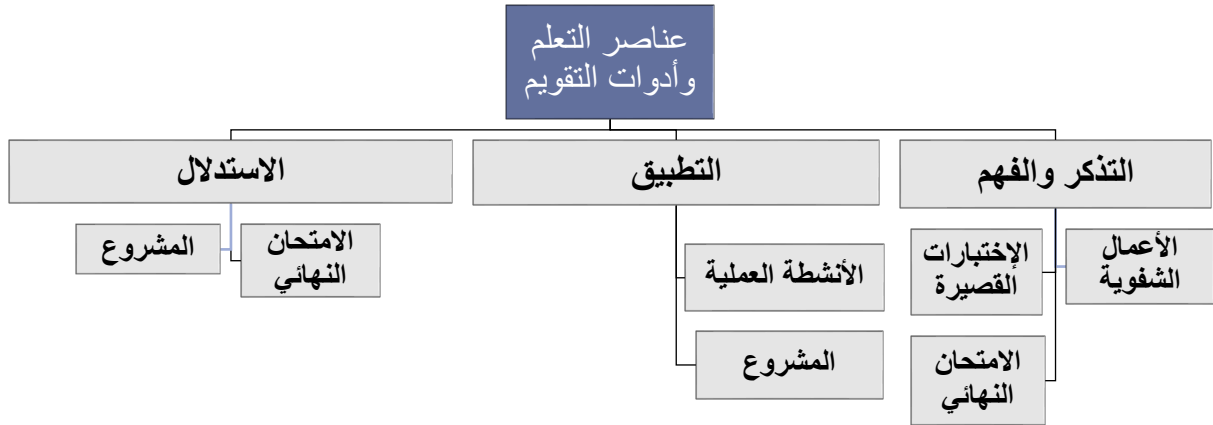 عناصر التعلم
وأدوات التقويم
التذكر والفهم
التطبيق
الاستدلال
الأعمال
الشفوية
الإختبارات
القصيرة
الامتحان
النهائي
الأنشطة العملية
المشروع
الامتحان
النهائي
المشروع